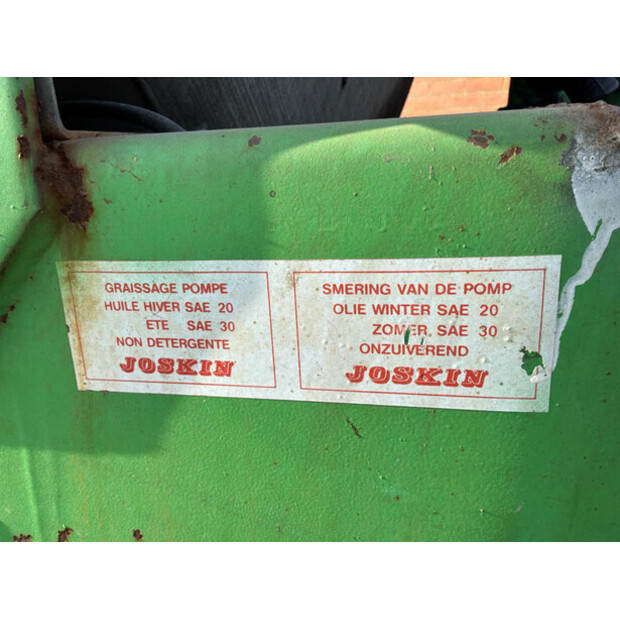 GRAISSAGE POMPE
HUILE HIVER SAE 20
ETE SAE 30
NON DETERGENTE
JOSKIN
SMERING VAN DE POMP
OLIE WINTER SAE 20
ZOMER SAE 30
ONZUIVEREND
JOSKIN